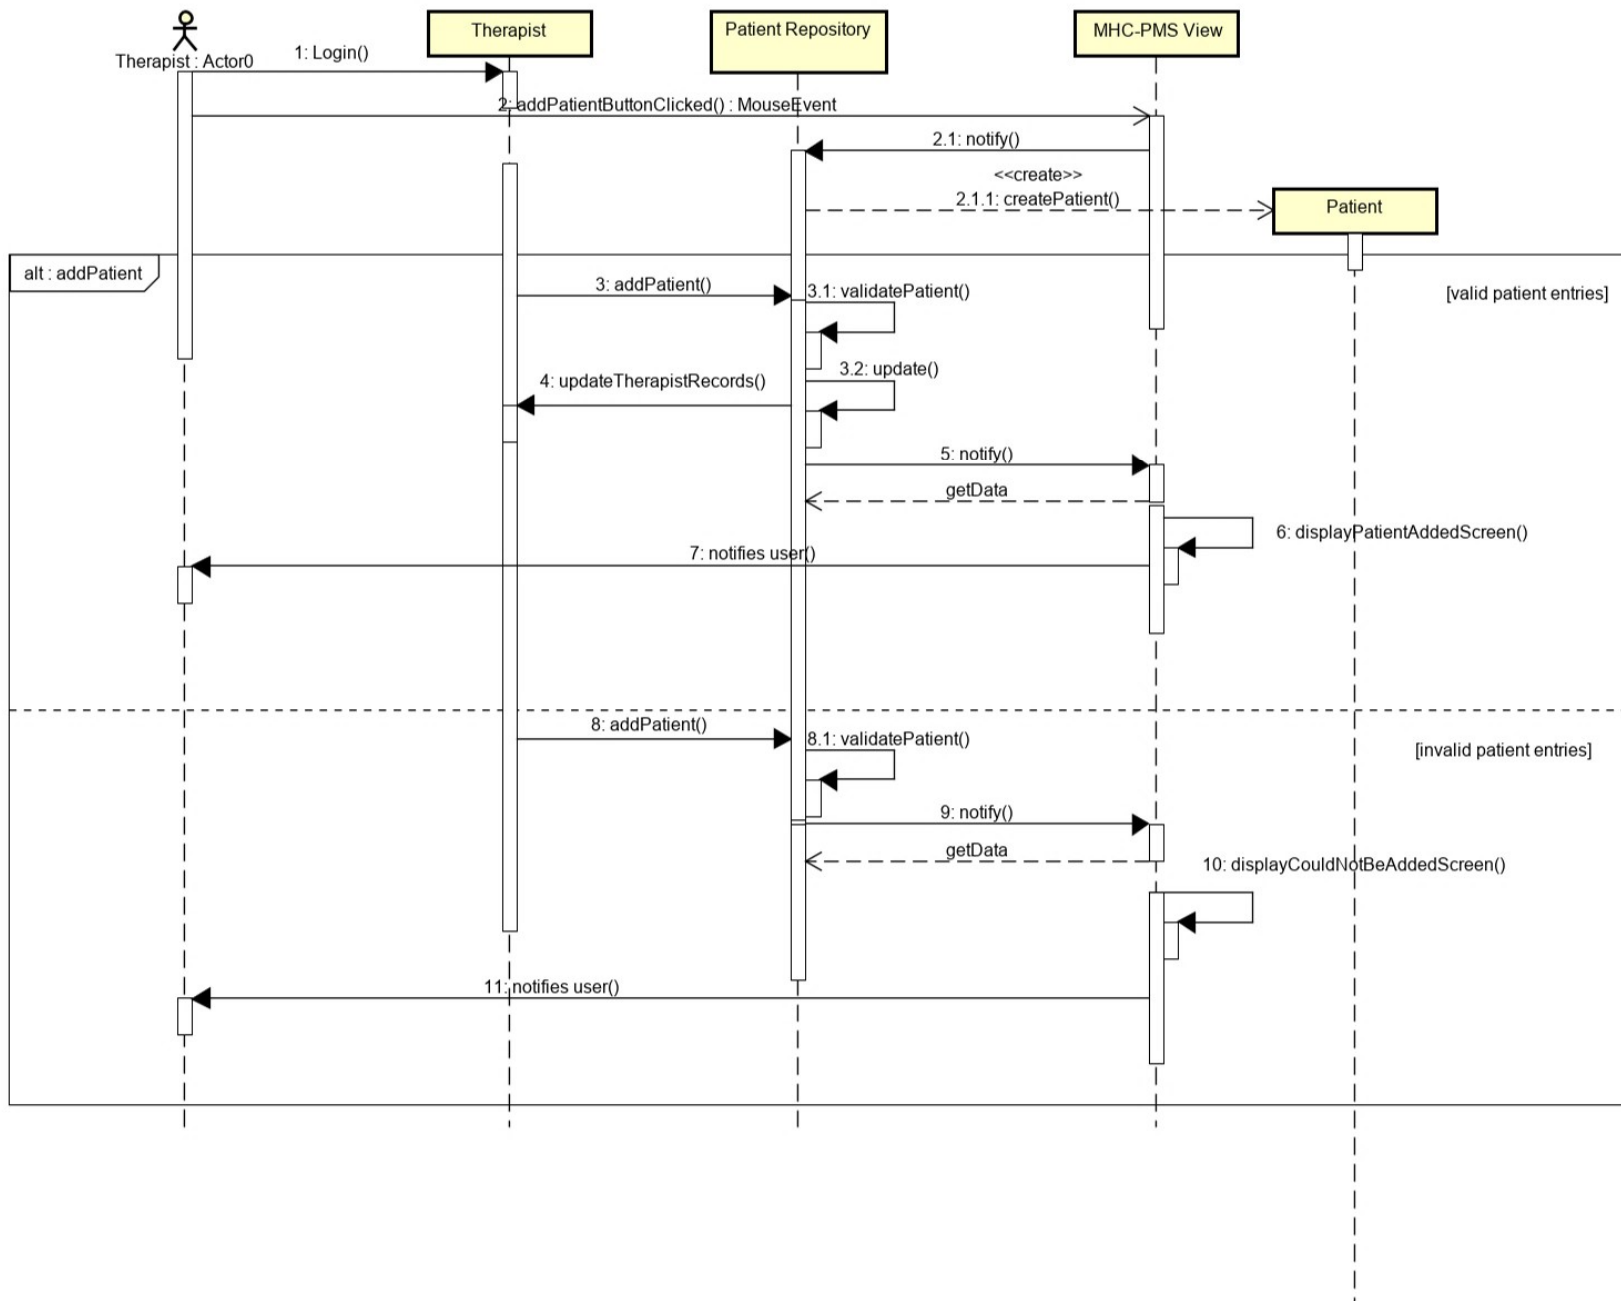 Therapist
Patient Repository
MHC-PMS View
Therapist : Actor0
1: Login()
2: addPatientButtonClicked() : MouseEvent
2.1: notify()
<<create>>
2.1.1: createPatient()
Patient
alt : addPatient
[valid patient entries]
3: addPatient()
3.1: validatePatient()
3.2: update()
4: updateTherapistRecords()
5: notify()
getData
6: displayPatientAddedScreen()
7: notifies user()
8: addPatient()
8.1: validatePatient()
[invalid patient entries]
9: notify()
getData
10: displayCouldNotBeAddedScreen()
11: notifies user()